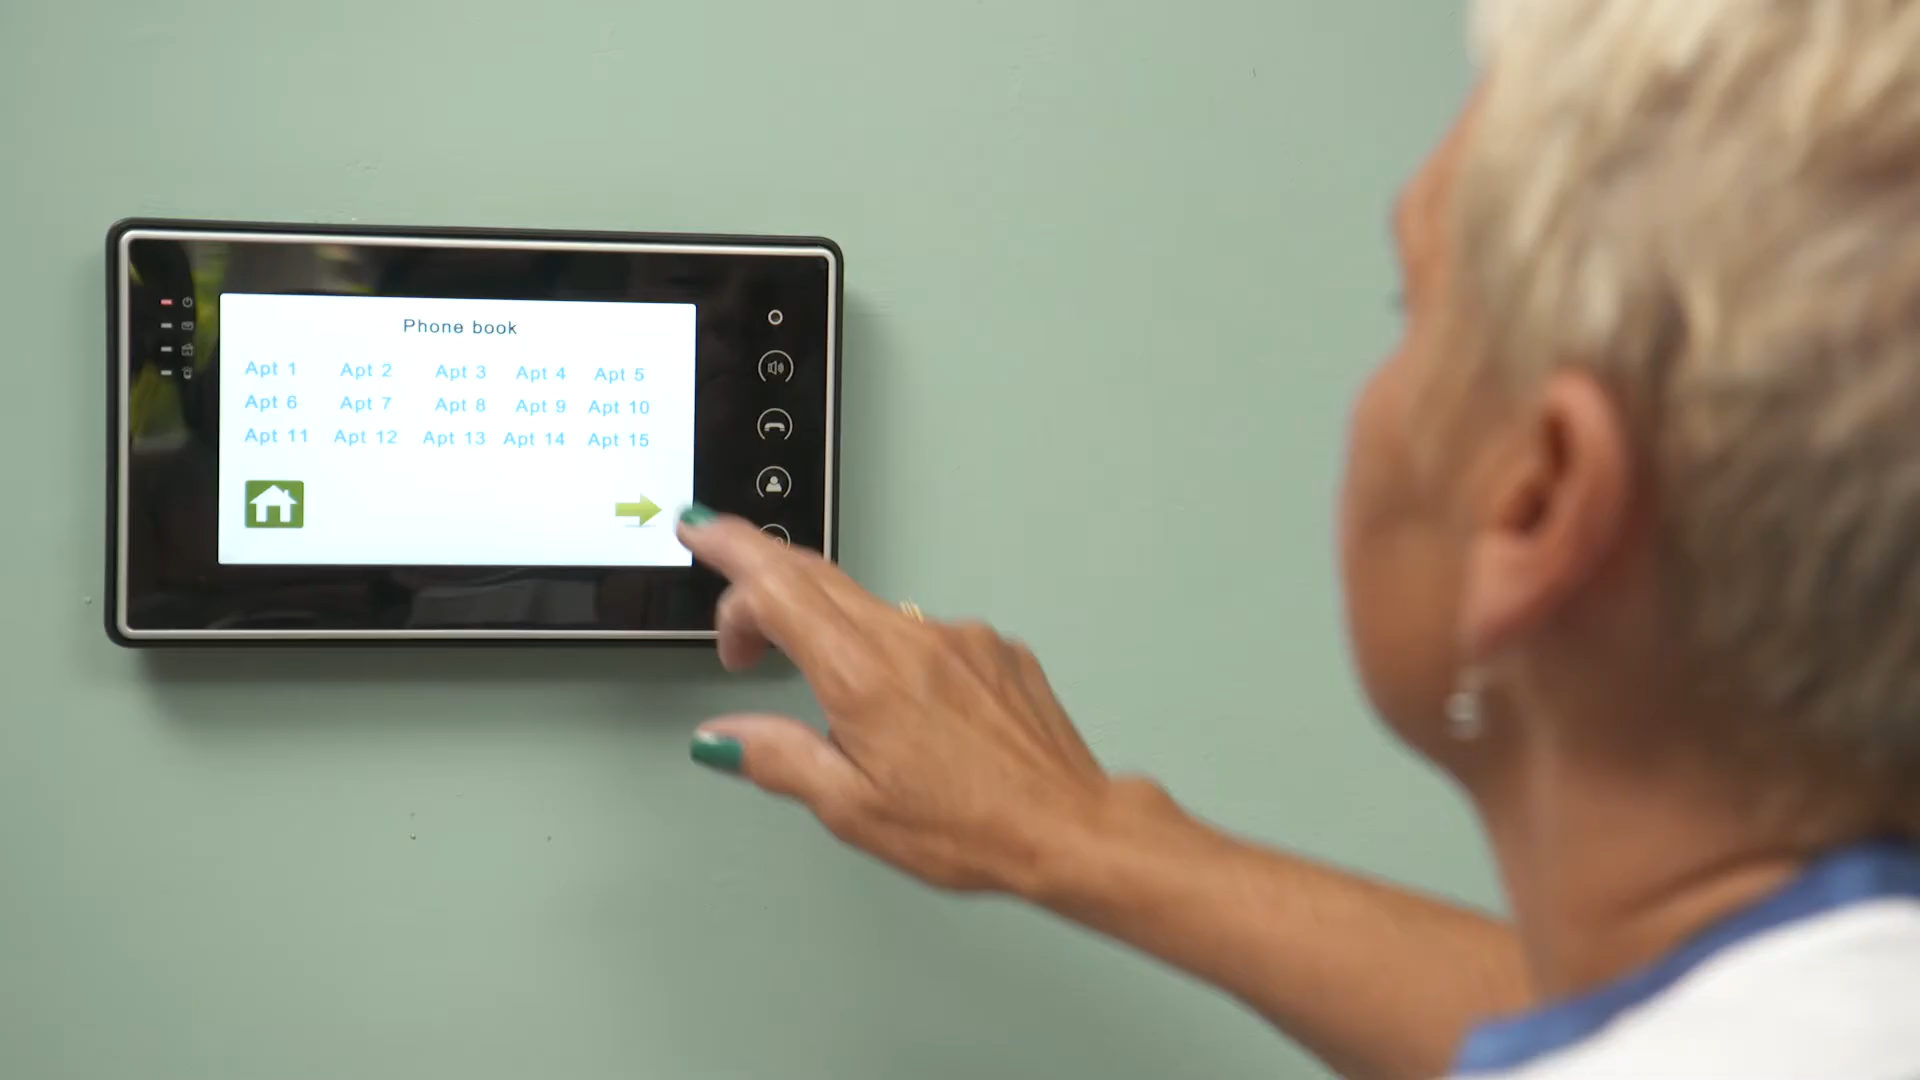 Phone book
Apt 1 Apt 2 Apt 3 Apt 4 Apt 5
Apt 6 Apt 7 Apt 8 Apt 9 Apt 10
Apt 11 Apt 12 Apt 13 Apt 14 Apt 15